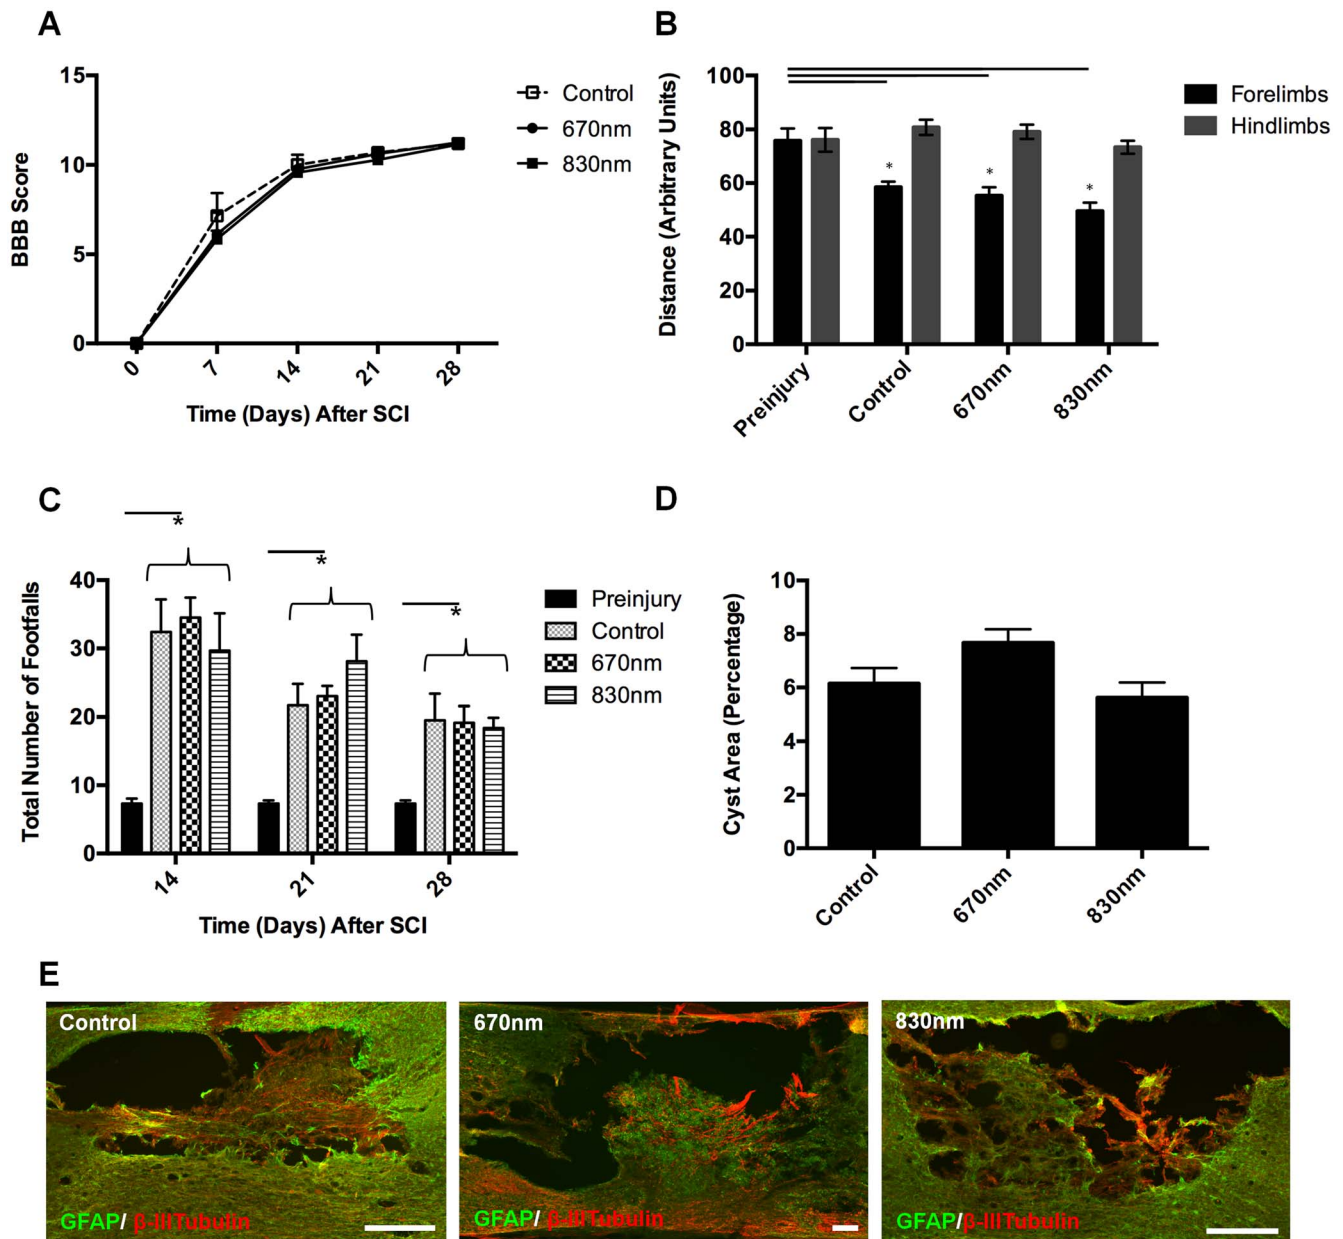 A
BBB Score
15
10
5
0
0
7
14
21
28
Time (Days) After SCI
Control
670nm
830nm
B
Distance (Arbitrary Units)
100
80
60
40
20
0
*
*
*
Preinjury
Control
670nm
830nm
Forelimbs
Hindlimbs
C
Total Number of Footfalls
40
30
20
10
0
*
*
*
14
21
28
Time (Days) After SCI
Preinjury
Control
670nm
830nm
D
Cyst Area (Percentage)
10
8
6
4
2
0
Control
670nm
830nm
E
Control
GFAP/ β-IIITubulin
670nm
GFAP/ β-IIITubulin
830nm
GFAP/β-IIITubulin